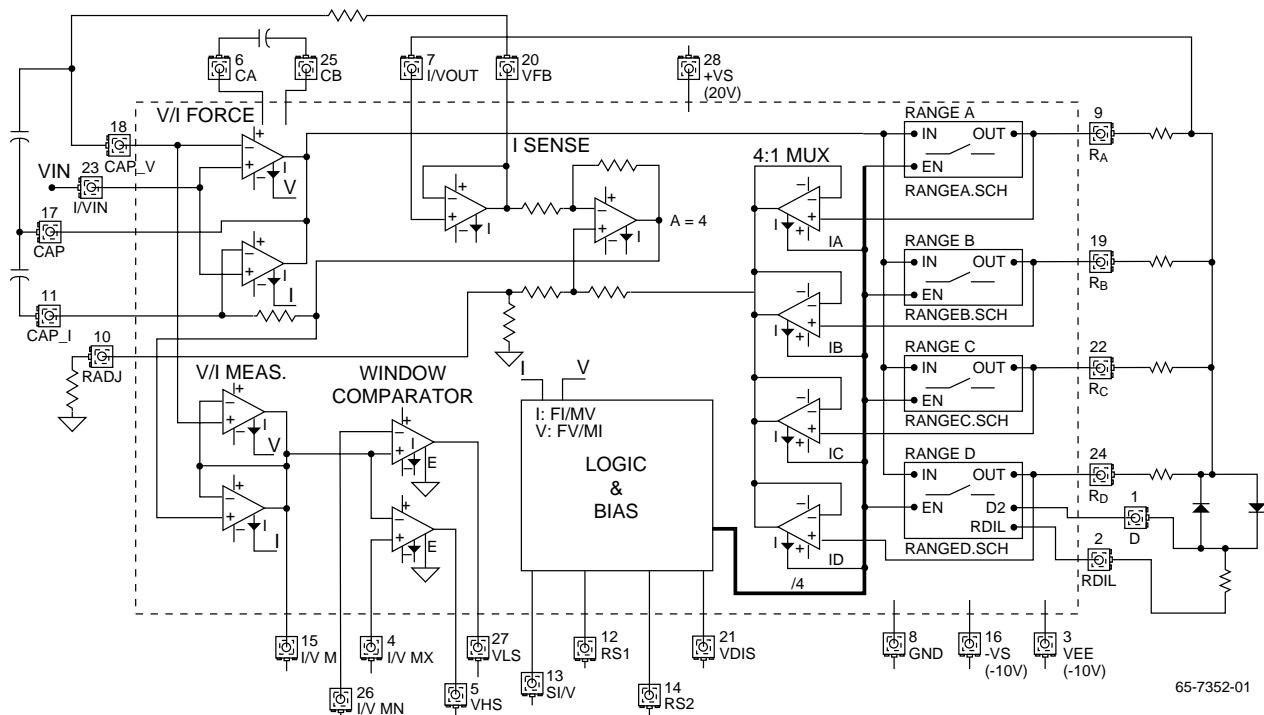 6
CA
25
CB
7
I/VOUT
20
VFB
28
+VS
(20V)
V/I FORCE
18
CAP_V
VIN
23
I/VIN
17
CAP
11
CAP_I
10
RADJ
I
V
I
I SENSE
I
I
A = 4
4:1 MUX
I
IA
I
IB
I
IC
I
ID
RANGE A
IN
OUT
EN
RANGEA.SCH
9
RA
RANGE B
IN
OUT
EN
RANGEB.SCH
19
RB
RANGE C
IN
OUT
EN
RANGEC.SCH
22
RC
RANGE D
IN
OUT
EN
D2
RDIL
RANGED.SCH
24
RD
1
D
2
RDIL
V/I MEAS.
I
V
I
I
WINDOW
COMPARATOR
I
E
I
E
I
V
I: FI/MV
V: FV/MI
LOGIC
&
BIAS
/4
15
I/V M
4
I/V MX
27
VLS
12
RS1
21
VDIS
8
GND
16
-VS
(-10V)
3
VEE
(-10V)
26
I/V MN
5
VHS
13
SI/V
14
RS2
65-7352-01